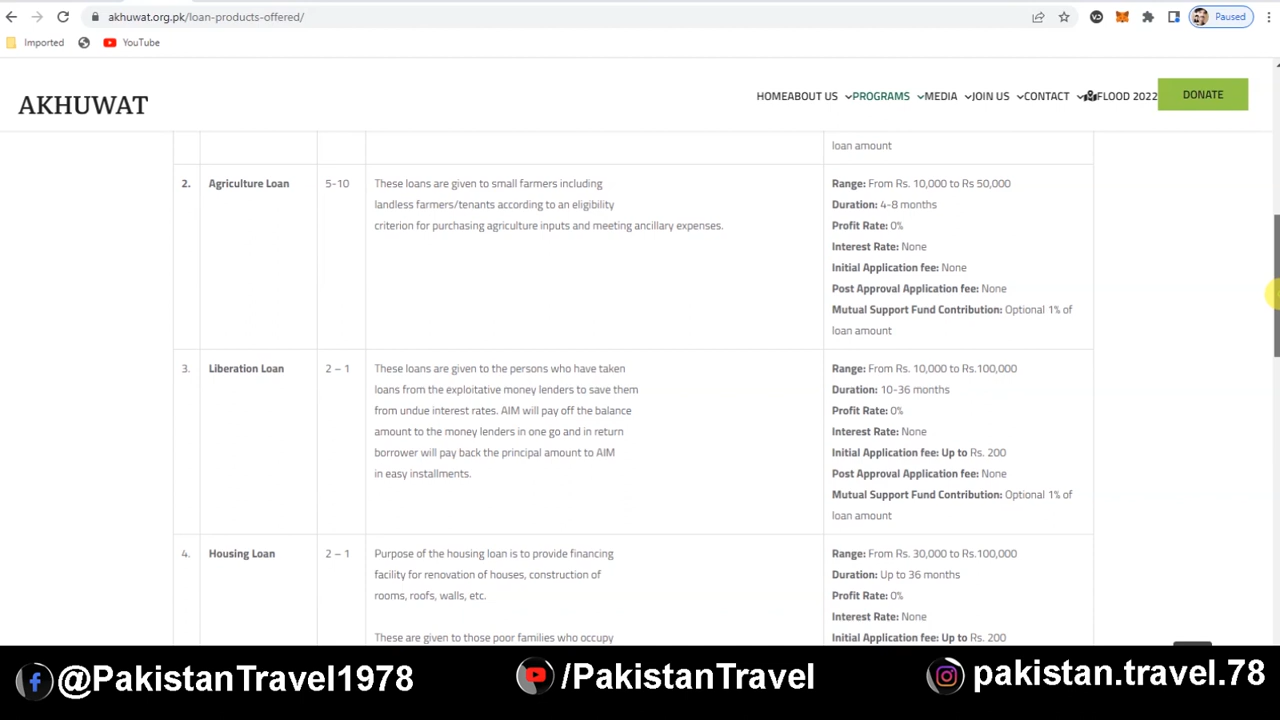 akhuwat.org.pk/loan-products-offered/
Paused
Imported
YouTube
AKHUWAT
HOME ABOUT US PROGRAMS MEDIA JOIN US CONTACT FLOOD 2022 DONATE
loan amount
2. Agriculture Loan 5-10
These loans are given to small farmers including
landless farmers/tenants according to an eligibility
criterion for purchasing agriculture inputs and meeting ancillary expenses.
Range: From Rs. 10,000 to Rs 50,000
Duration: 4-8 months
Profit Rate: 0%
Interest Rate: None
Initial Application fee: None
Post Approval Application fee: None
Mutual Support Fund Contribution: Optional 1% of
loan amount
3. Liberation Loan 2 – 1
These loans are given to the persons who have taken
loans from the exploitative money lenders to save them
from undue interest rates. AIM will pay off the balance
amount to the money lenders in one go and in return
borrower will pay back the principal amount to AIM
in easy installments.
Range: From Rs. 10,000 to Rs.100,000
Duration: 10-36 months
Profit Rate: 0%
Interest Rate: None
Initial Application fee: Up to Rs. 200
Post Approval Application fee: None
Mutual Support Fund Contribution: Optional 1% of
loan amount
4. Housing Loan 2 – 1
Purpose of the housing loan is to provide financing
facility for renovation of houses, construction of
rooms, roofs, walls, etc.
These are given to those poor families who occupy
Range: From Rs. 30,000 to Rs.100,000
Duration: Up to 36 months
Profit Rate: 0%
Interest Rate: None
Initial Application fee: Up to Rs. 200
@PakistanTravel1978
/PakistanTravel
pakistan.travel.78